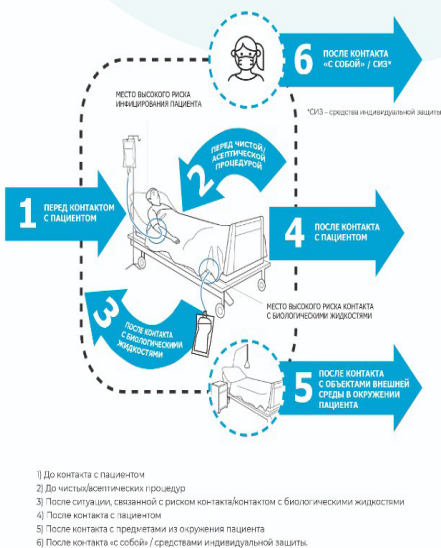 6
ПОСЛЕ КОНТАКТА
«С СОБОЙ» / СИЗ*
МЕСТО ВЫСОКОГО РИСКА
ИНФИЦИРОВАНИЯ ПАЦИЕНТА
*СИЗ – средства индивидуальной защиты
2
ПЕРЕД ЧИСТОЙ/
АСЕПТИЧЕСКОЙ
ПРОЦЕДУРОЙ
1
ПЕРЕД КОНТАКТОМ
С ПАЦИЕНТОМ
4
ПОСЛЕ КОНТАКТА
С ПАЦИЕНТОМ
3
ПОСЛЕ КОНТАКТА
С БИОЛОГИЧЕСКИМИ
ЖИДКОСТЯМИ
МЕСТО ВЫСОКОГО РИСКА КОНТАКТА
С БИОЛОГИЧЕСКИМИ ЖИДКОСТЯМИ
5
ПОСЛЕ КОНТАКТА
С ОБЪЕКТАМИ ВНЕШНЕЙ
СРЕДЫ В ОКРУЖЕНИИ
ПАЦИЕНТА
1) До контакта с пациентом
2) До чистых/асептических процедур
3) После ситуации, связанной с риском контакта/контактом с биологическими жидкостями
4) После контакта с пациентом
5) После контакта с предметами из окружения пациента
6) После контакта «с собой» / средствами индивидуальной защиты.